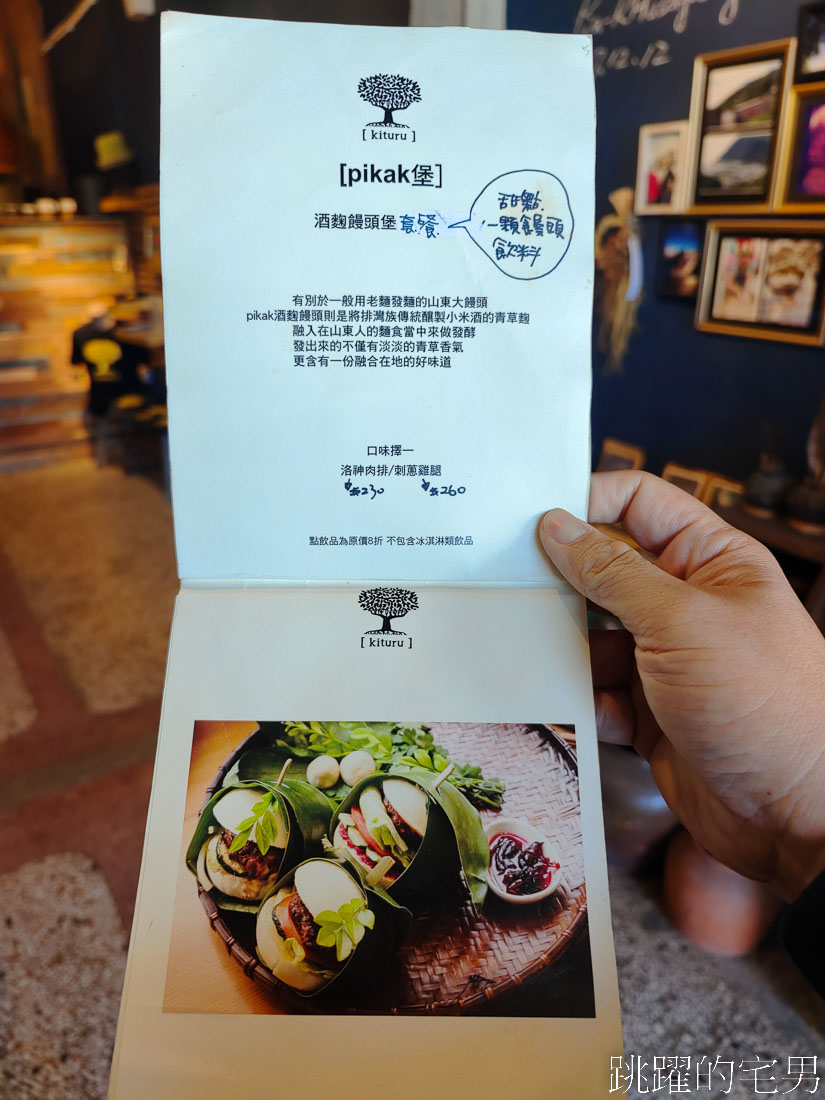 [ kituru ]
[pikak堡]
酒麴饅頭堡 套餐
甜點.
一顆饅頭
飲料
有別於一般用老麵發麵的山東大饅頭
pikak酒麴饅頭則是將排灣族傳統釀製小米酒的青草麴
融入在山東人的麵食當中來做發酵
發出來的不僅有淡淡的青草香氣
更含有一份融合在地的好味道
口味擇一
洛神肉排/刺蔥雞腿
230
260
點飲品為原價8折 不包含冰淇淋類飲品
[ kituru ]
12.12
跳躍的宅男